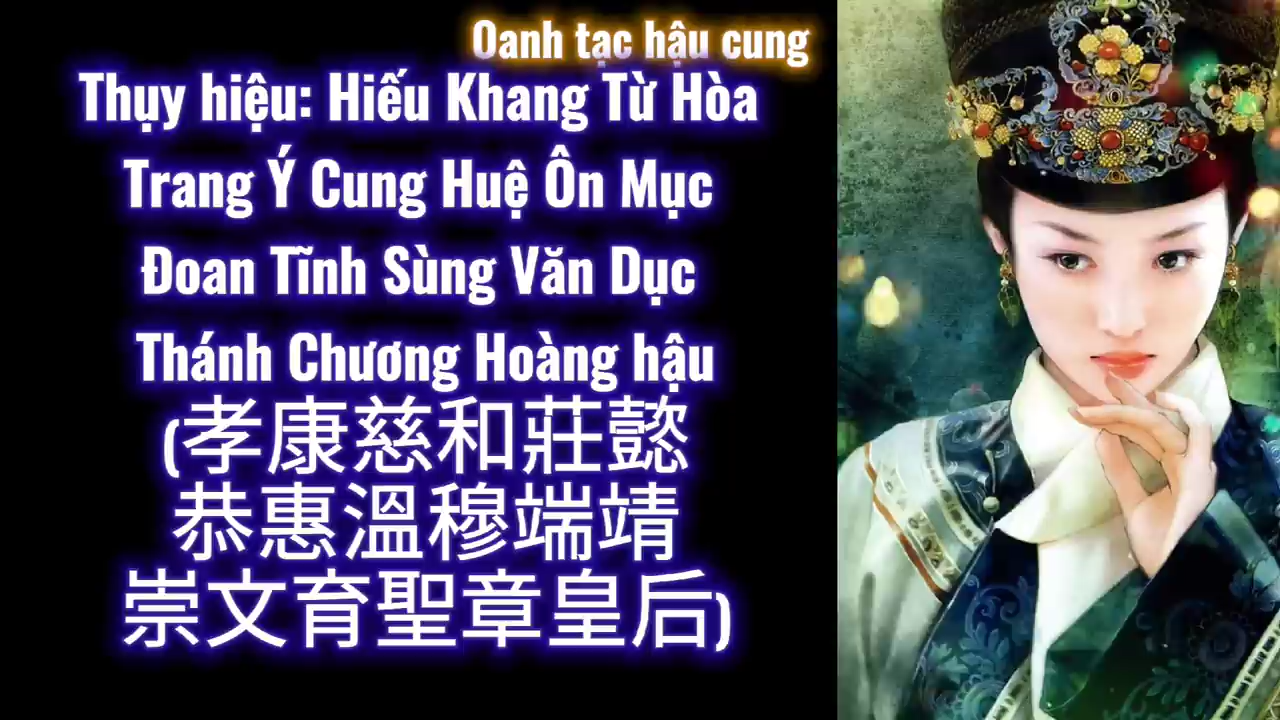 Oanh tạc hậu cung
Thụy hiệu: Hiếu Khang Từ Hòa
Trang Ý Cung Huệ Ôn Mục
Đoan Tĩnh Sùng Văn Dục
Thánh Chương Hoàng hậu
(孝康慈和莊懿
恭惠溫穆端靖
崇文育聖章皇后)